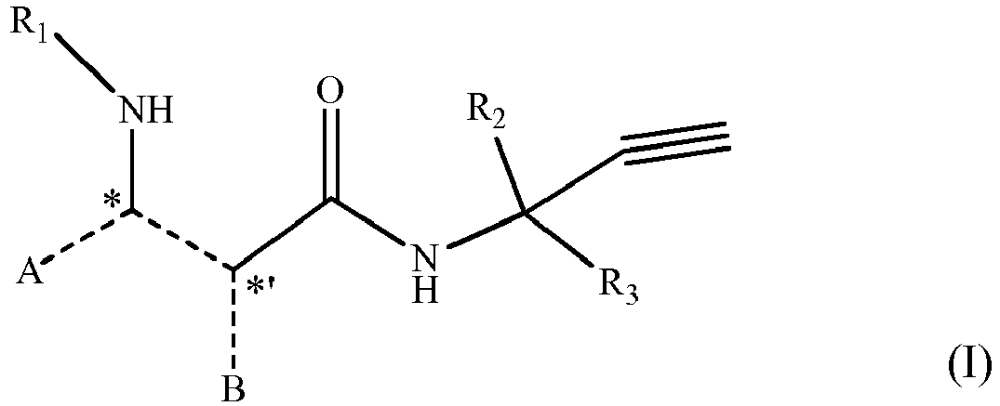 R1
NH
O
R2
*
A
*'
N
H
R3
B
(I)